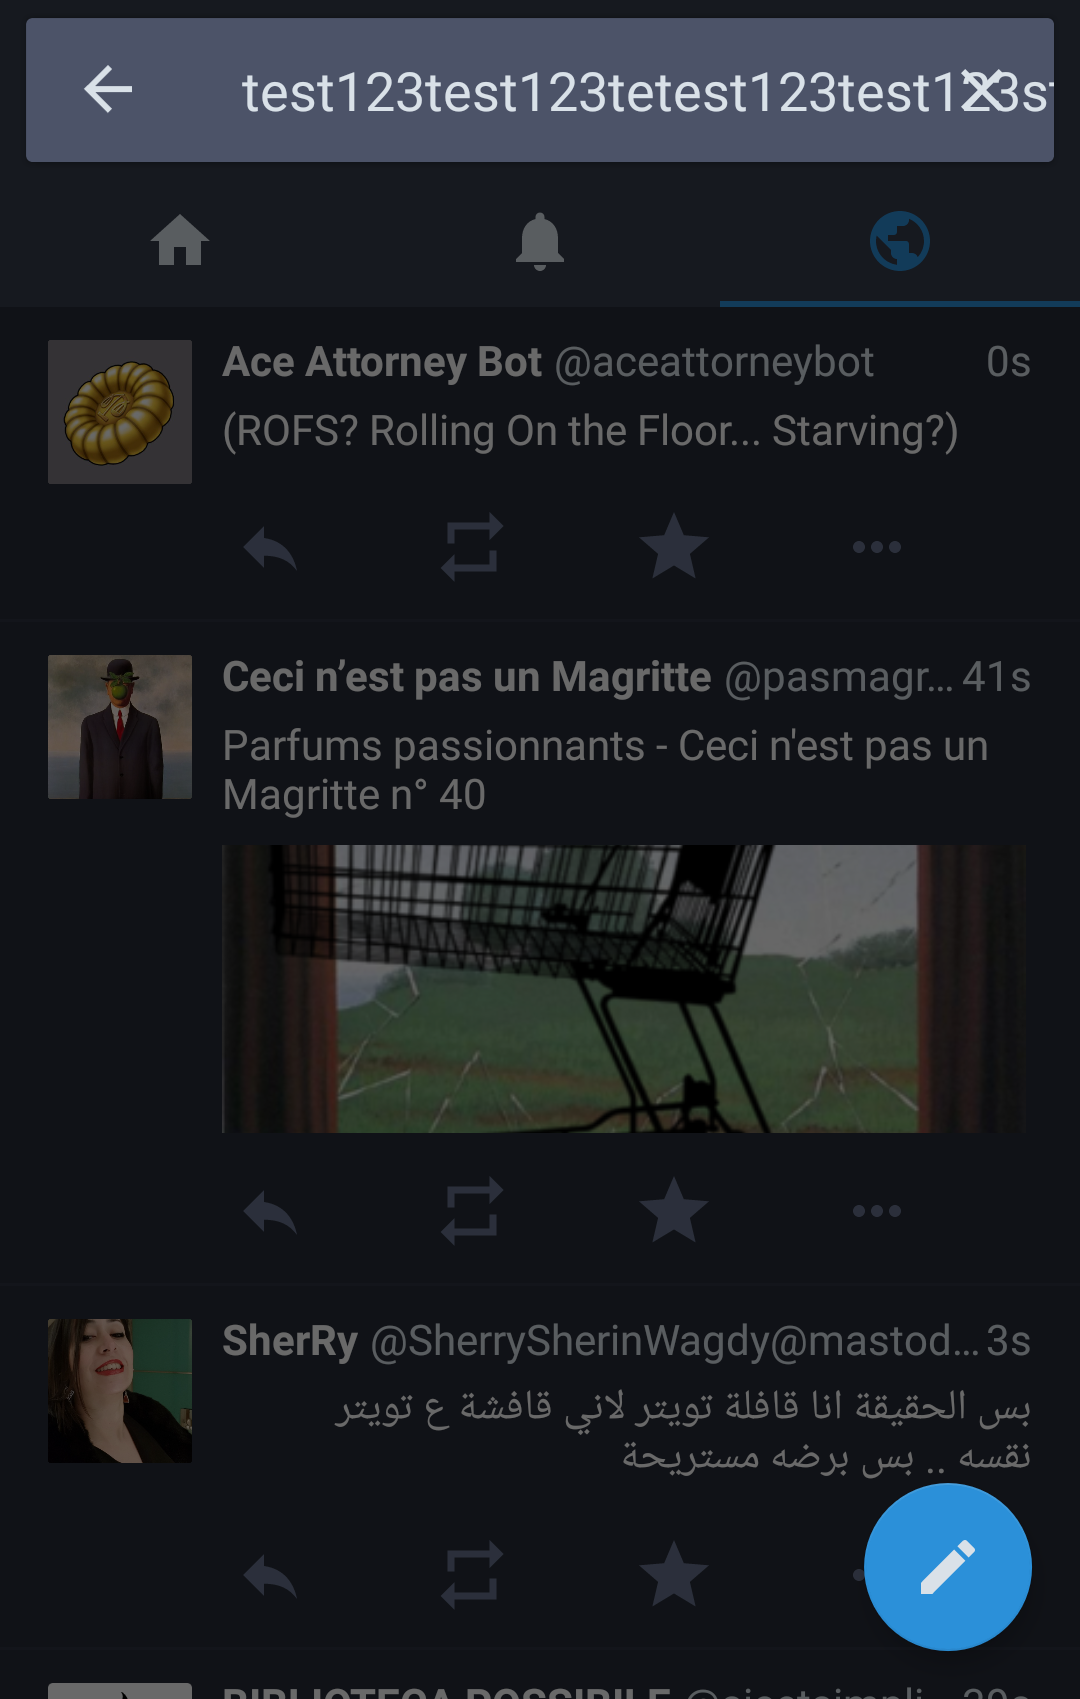 test123test123tetest123test123s
Ace Attorney Bot @aceattorneybot 0s
(ROFS? Rolling On the Floor... Starving?)
Ceci n’est pas un Magritte @pasmagr... 41s
Parfums passionnants - Ceci n'est pas un
Magritte n° 40
SherRy @SherrySherinWagdy@mastod... 3s
بس الحقيقة انا قافلة تويتر لاني قافشة ع تويتر
نفسه .. بس برضه مستريحة